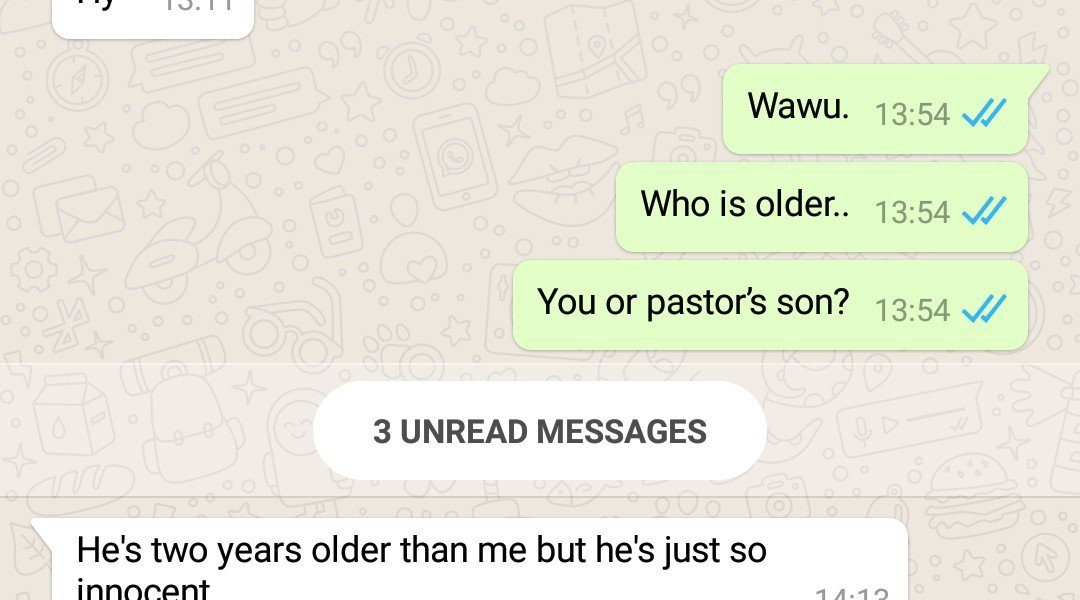 13:11
Wawu. 13:54
Who is older.. 13:54
You or pastor’s son? 13:54
3 UNREAD MESSAGES
He's two years older than me but he's just so
innocent 14:13